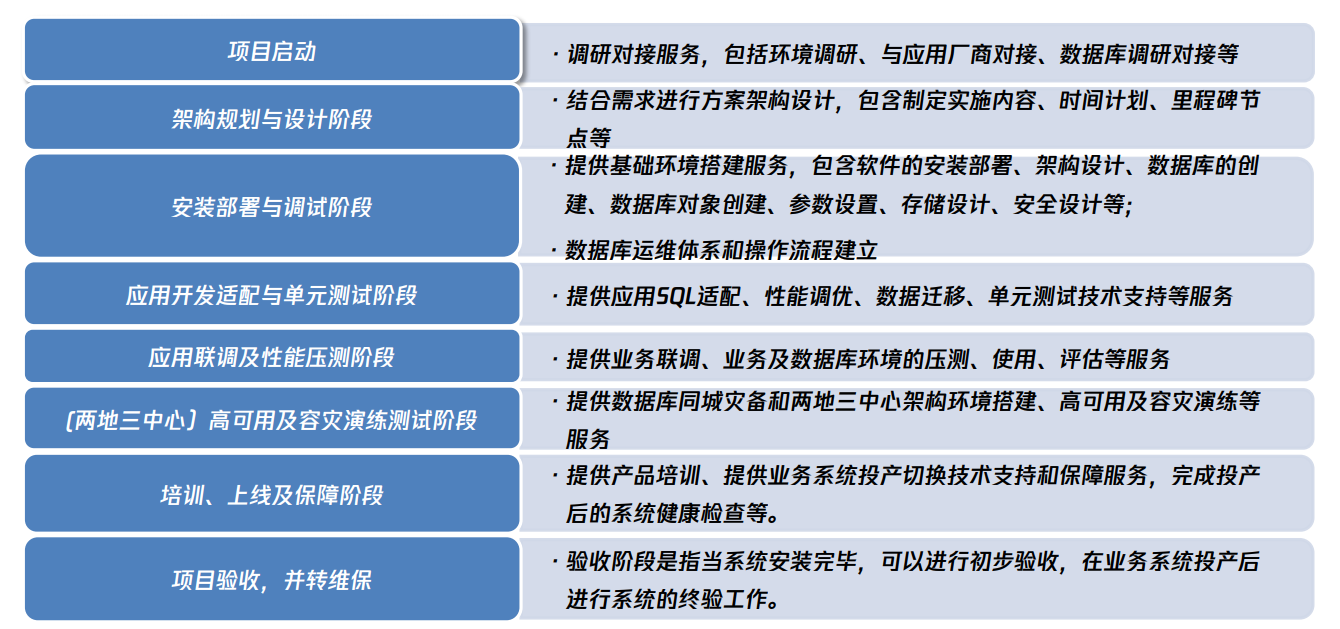 项目启动
· 调研对接服务，包括环境调研、与应用厂商对接、数据库调研对接等
架构规划与设计阶段
· 结合需求进行方案架构设计，包含制定实施内容、时间计划、里程碑节
点等
安装部署与调试阶段
· 提供基础环境搭建服务，包含软件的安装部署、架构设计、数据库的创
建、数据库对象创建、参数设置、存储设计、安全设计等；
· 数据库运维体系和操作流程建立
应用开发适配与单元测试阶段
· 提供应用SQL适配、性能调优、数据迁移、单元测试技术支持等服务
应用联调及性能压测阶段
· 提供业务联调、业务及数据库环境的压测、使用、评估等服务
（两地三中心）高可用及容灾演练测试阶段
· 提供数据库同城灾备和两地三中心架构环境搭建、高可用及容灾演练等
服务
培训、上线及保障阶段
· 提供产品培训、提供业务系统投产切换技术支持和保障服务，完成投产
后的系统健康检查等。
项目验收，并转维保
· 验收阶段是指当系统安装完毕，可以进行初步验收，在业务系统投产后
进行系统的终验工作。